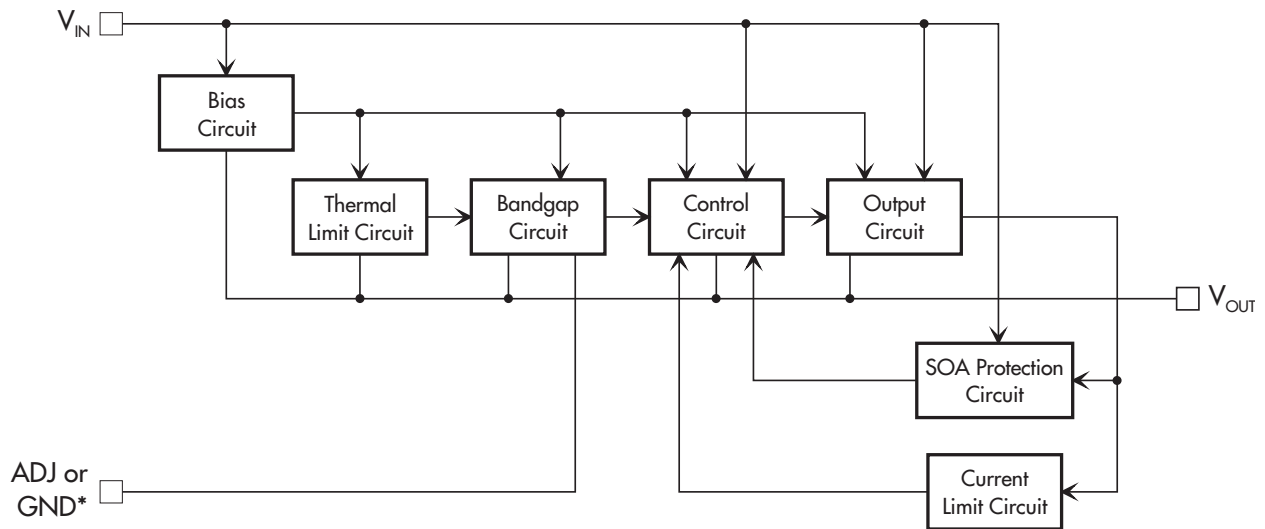 V_IN
Bias
Circuit
Thermal
Limit Circuit
Bandgap
Circuit
Control
Circuit
Output
Circuit
V_OUT
SOA Protection
Circuit
ADJ or
GND*
Current
Limit Circuit